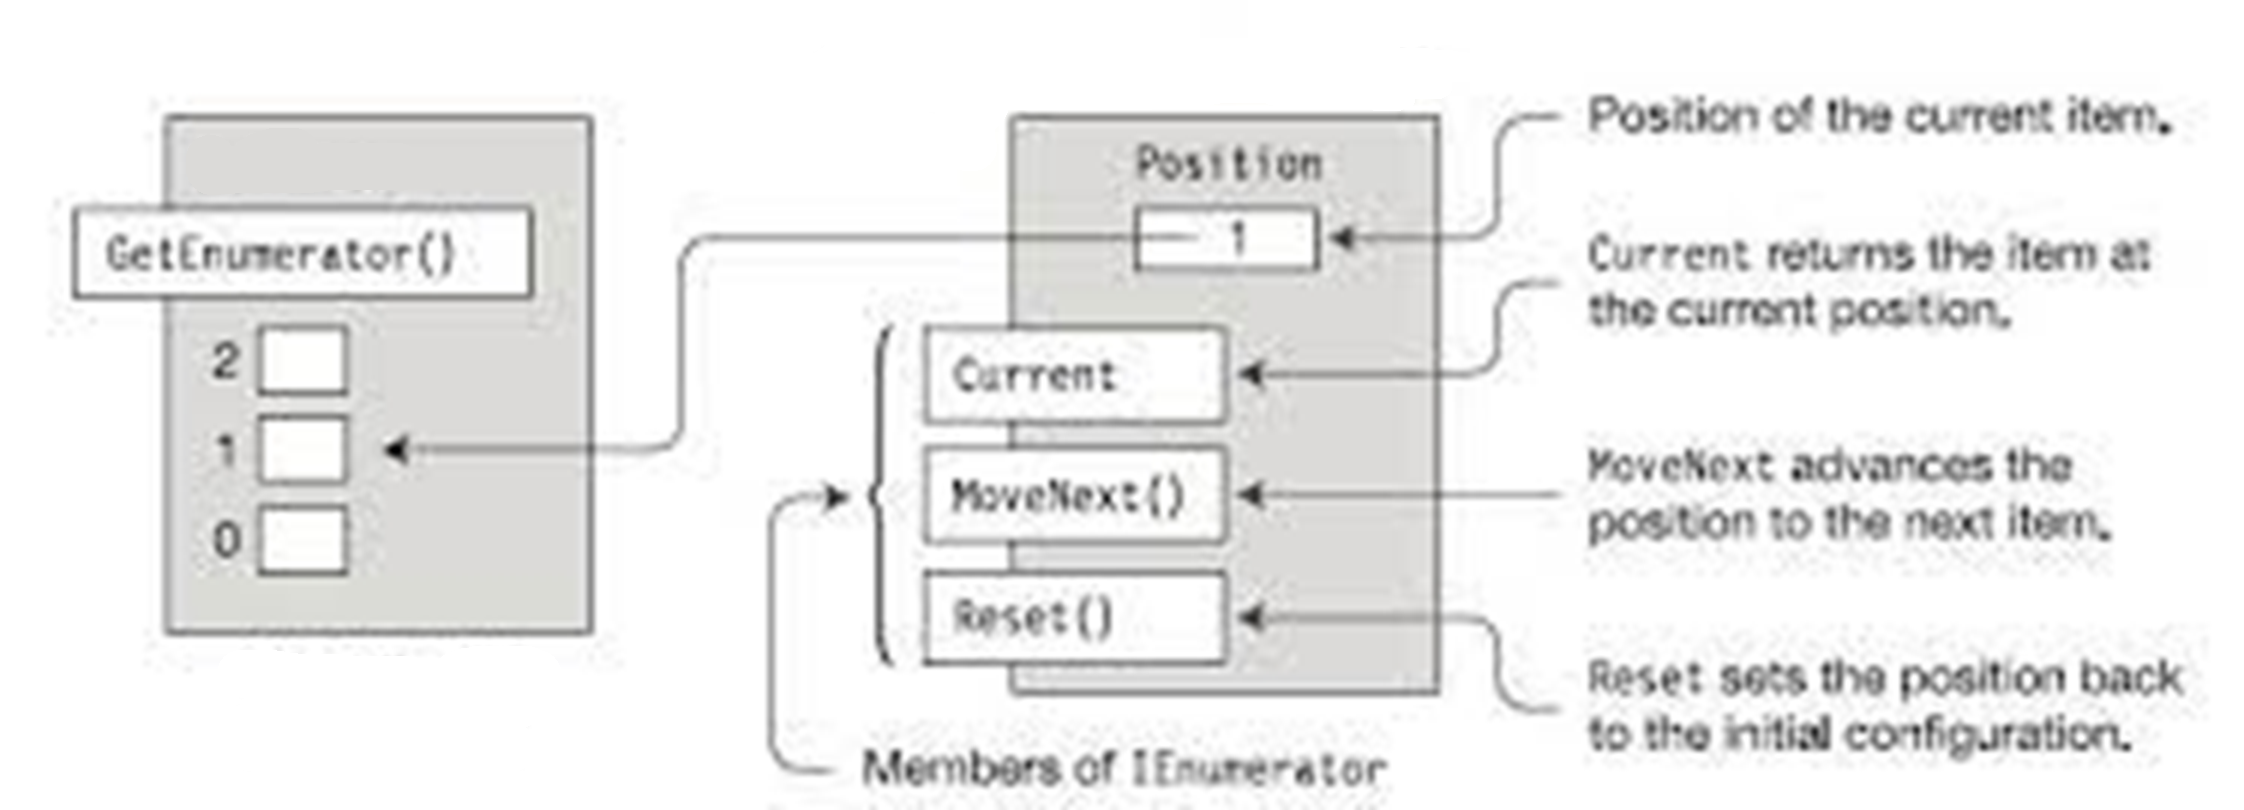 GetEnumerator()
2
1
0
Position
1
Current
MoveNext()
Reset()
Members of IEnumerator
Position of the current item.
Current returns the item at
the current position.
MoveNext advances the
position to the next item.
Reset sets the position back
to the initial configuration.